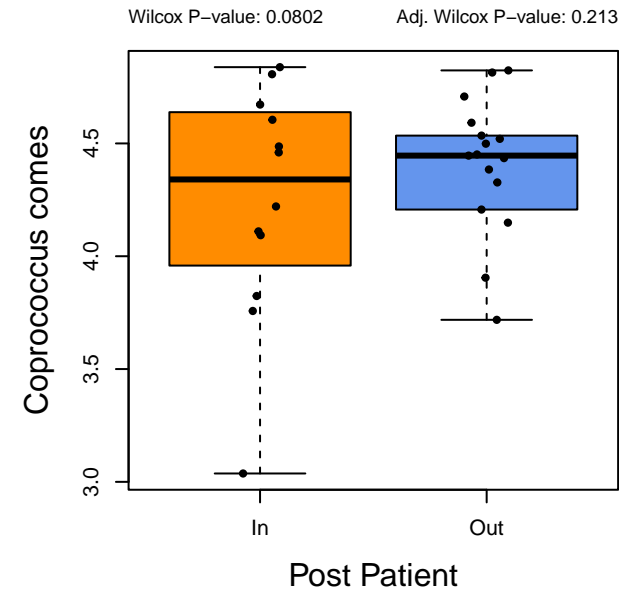 Wilcox P−value: 0.0802 Adj. Wilcox P−value: 0.213
Coprococcus comes
4.5
4.0
3.5
3.0
In Out
Post Patient